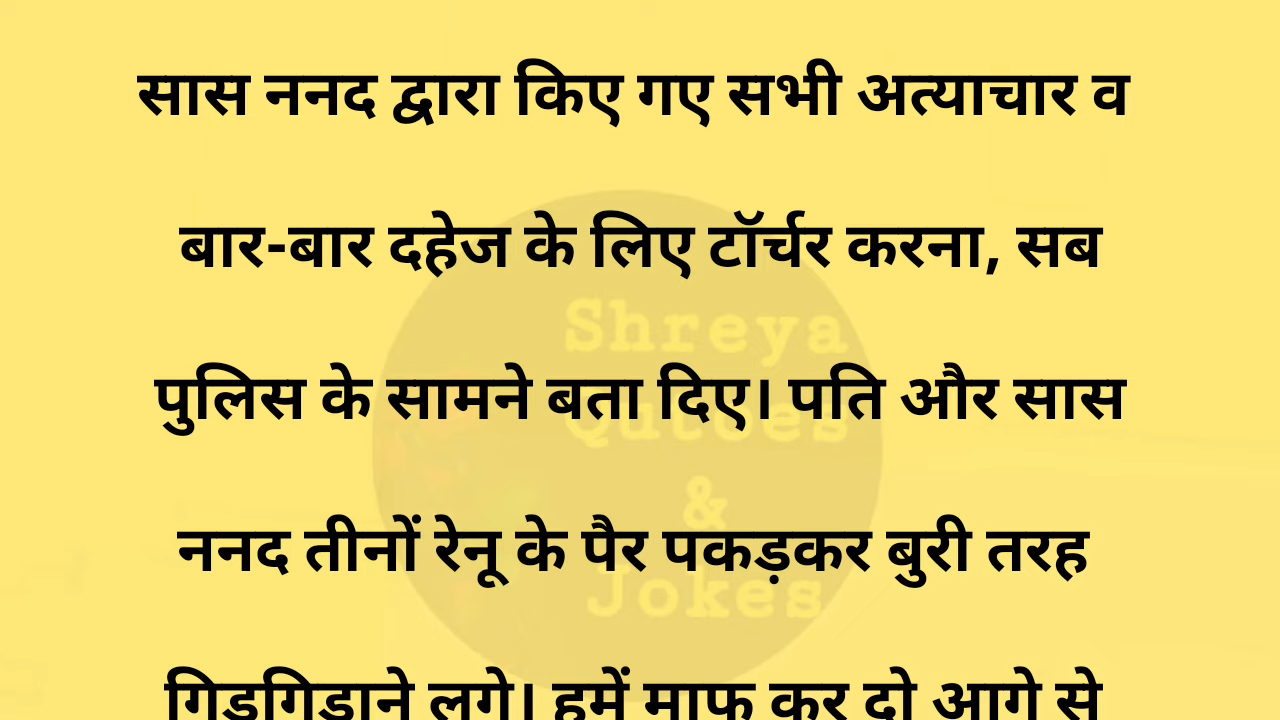 सास ननद द्वारा किए गए सभी अत्याचार व
बार-बार दहेज के लिए टॉर्चर करना, सब
Shreya
पुलिस के सामने बता दिए। पति और सास
Qutoes
&
ननद तीनों रेनू के पैर पकड़कर बुरी तरह
Jokes
गिड़गिड़ाने लगे। हमें माफ कर दो आगे से